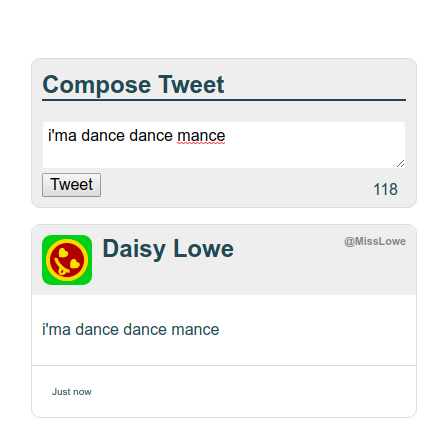 Compose Tweet
i'ma dance dance mance
Tweet
118
Daisy Lowe
@MissLowe
i'ma dance dance mance
Just now